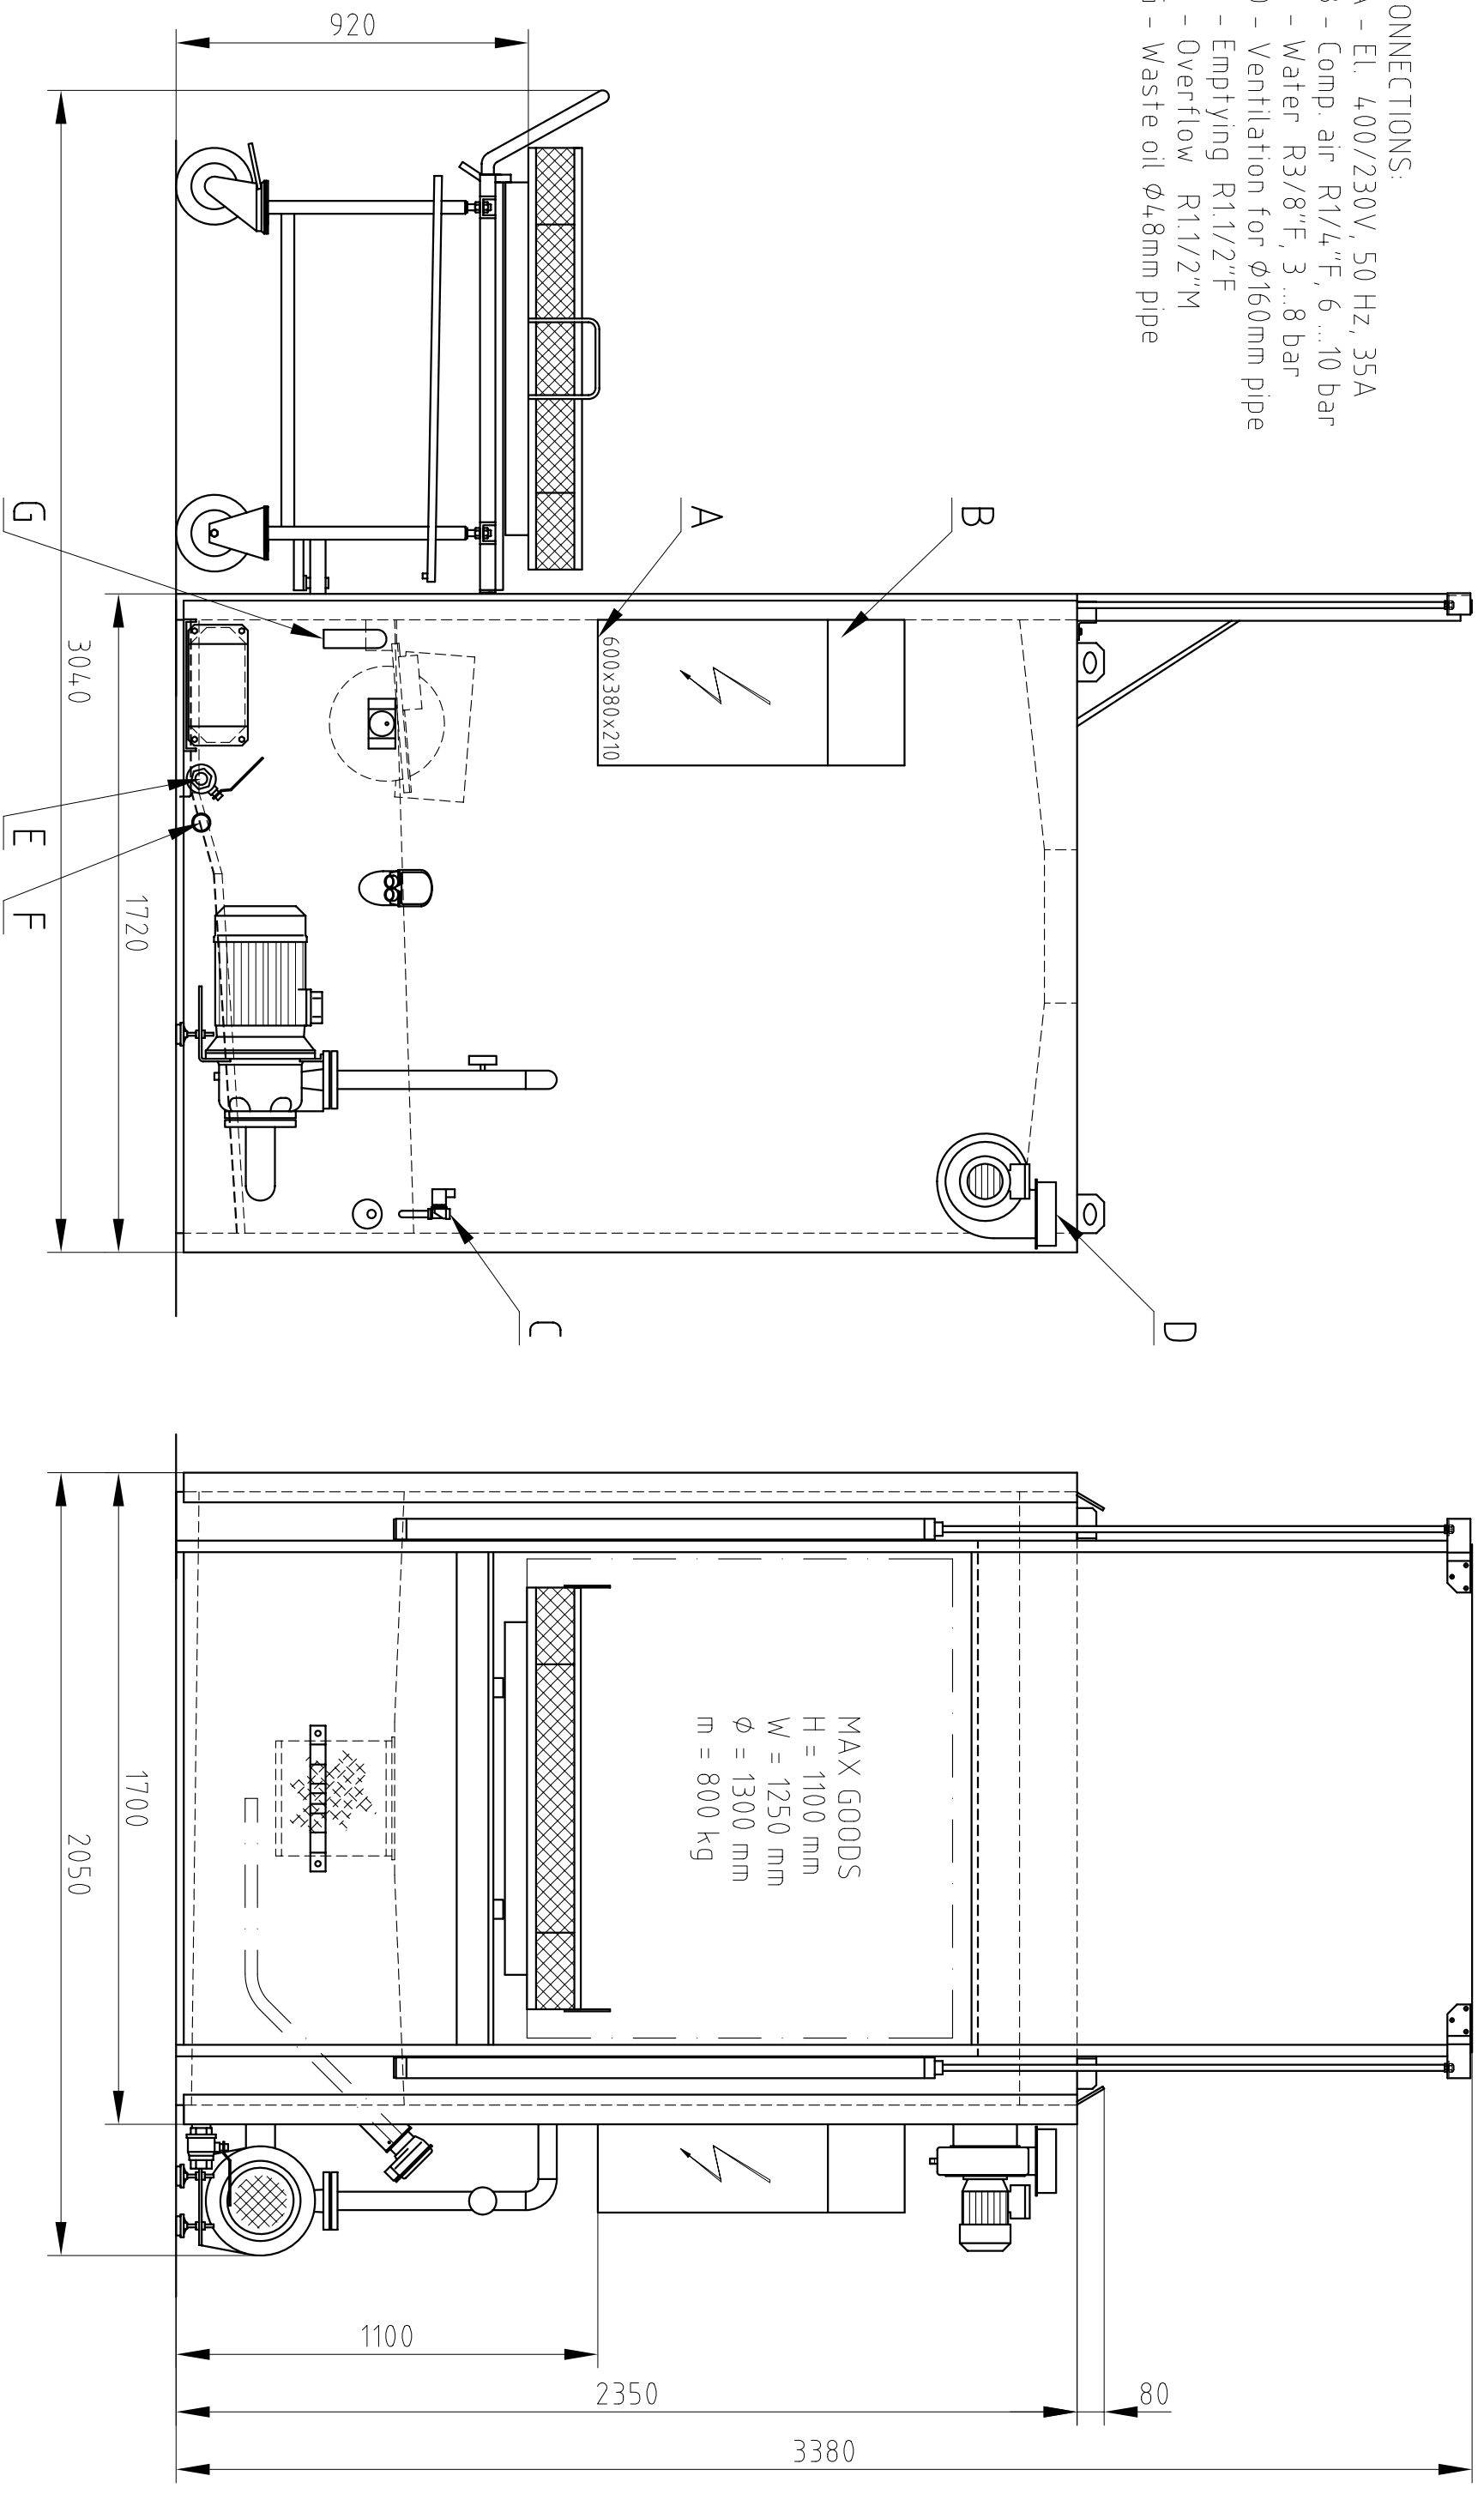 ONNECTIONS:
A - El. 400/230V, 50 Hz, 35A
B - Comp. air R1/4"F, 6 ...10 bar
- Water R3/8"F, 3 ...8 bar
D - Ventilation for Ø160mm pipe
- Emptying R1.1/2"F
- Overflow R1.1/2"M
G - Waste oil Ø48mm pipe
D
B
A
C
G
E
F
600x380x210
920
3040
1720
MAX GOODS
H = 1100 mm
W = 1250 mm
Ø = 1300 mm
m = 800 kg
1700
2050
1100
2350
80
3380